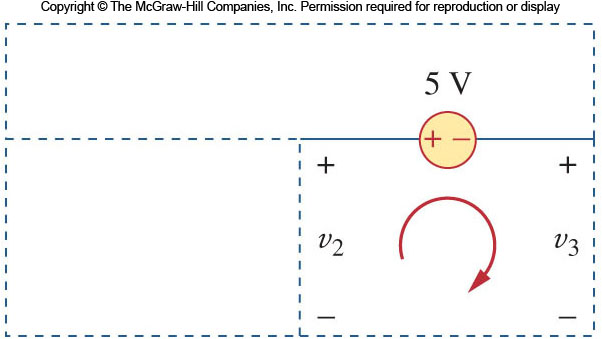 Copyright © The McGraw-Hill Companies, Inc. Permission required for reproduction or display
5 V
+ −
+ +
v2 v3
− −